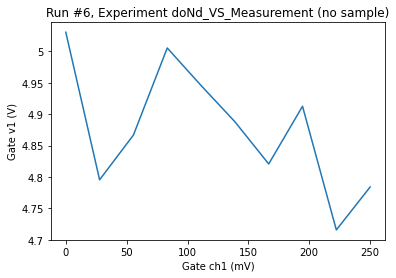 Run #6, Experiment doNd_VS_Measurement (no sample)
5
4.95
4.9
4.85
4.8
4.75
4.7
Gate v1 (V)
0 50 100 150 200 250
Gate ch1 (mV)